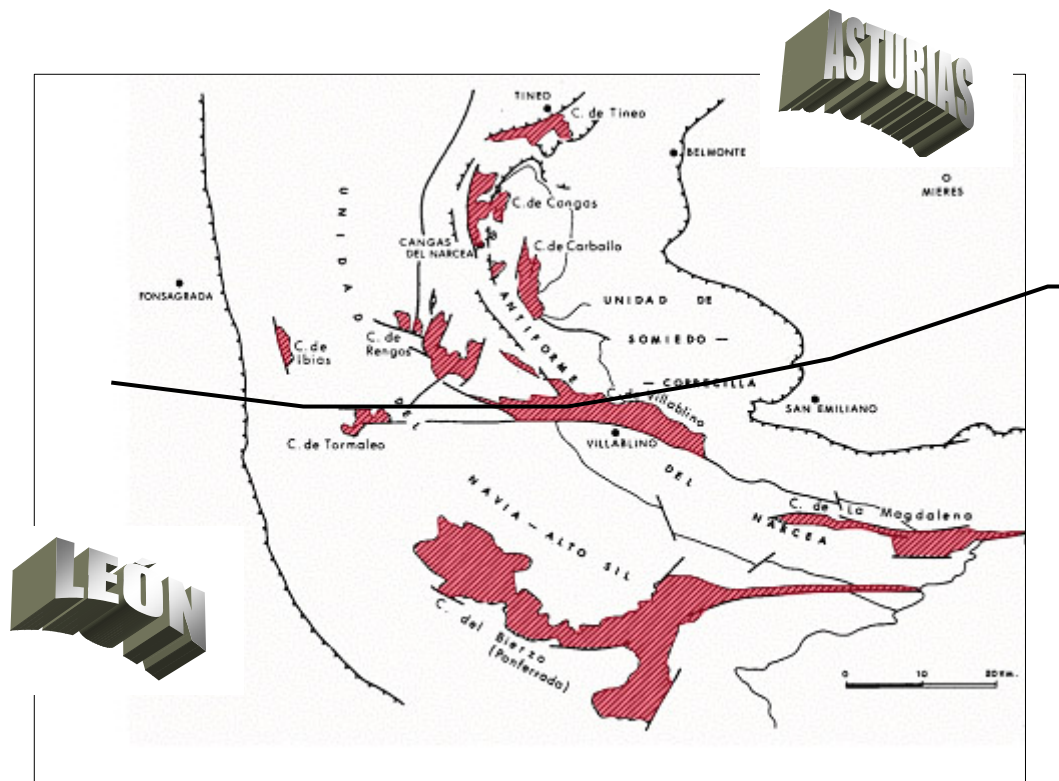 ASTURIAS
TINEO
C. de Tineo
BELMONTE
MIERES
UNIDAD
C. de Cangas
CANGAS
DEL NARCEA
C. de Carballo
FONSAGRADA
ANTIFORME
UNIDAD DE
SOMIEDO —
— CORRECILLA
C. de Ibias
C. de
Rengos
C. de Villablino
SAN EMILIANO
DEL
C. de Tormaleo
VILLABLINO
DEL
NAVIA — ALTO SIL
C. de La Magdalena
NARCEA
LEÓN
C. del Bierzo
(Ponferrada)
0 10 20 Km.